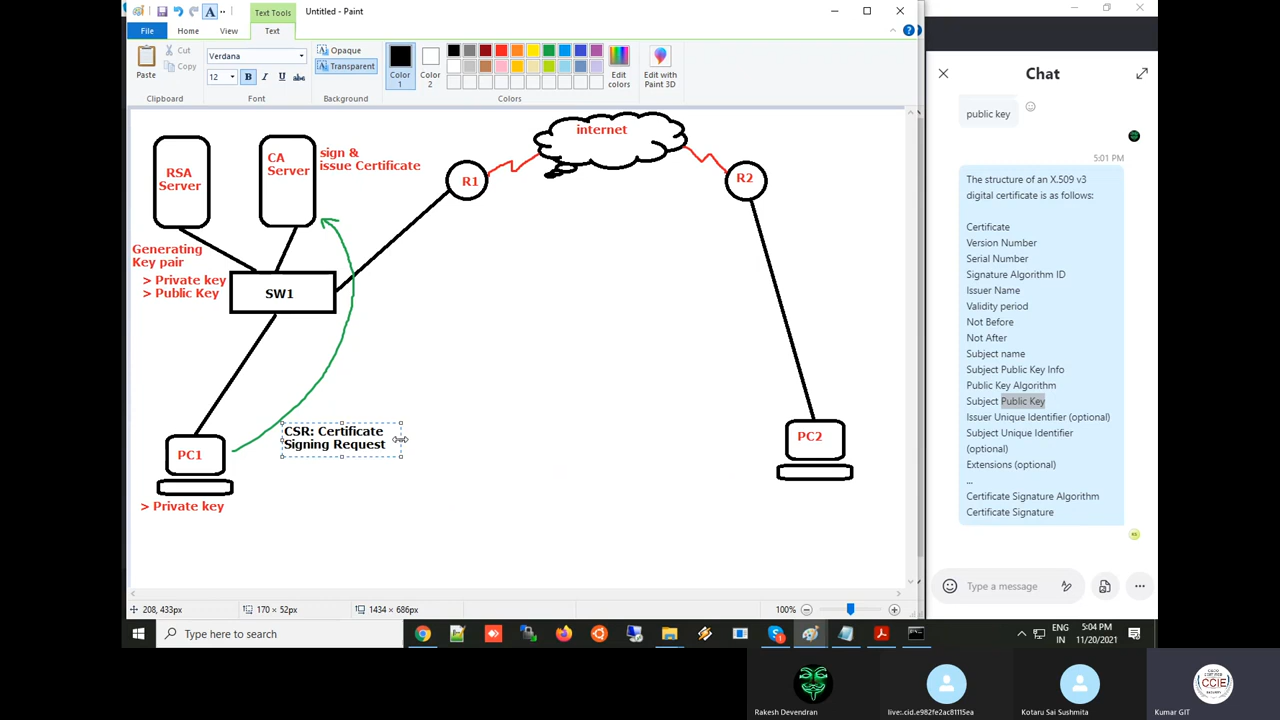 Text Tools
Untitled - Paint
File
Home
View
Text
Paste
Cut
Copy
Clipboard
Verdana
12
B
I
U
abc
Font
Opaque
Transparent
Background
Color
1
Color
2
Colors
Edit
colors
Edit with
Paint 3D
RSA
Server
CA
Server
sign &
issue Certificate
internet
R1
R2
Generating
Key pair
> Private key
> Public Key
SW1
CSR: Certificate
Signing Request
PC1
> Private key
PC2
208, 433px
170 × 52px
1434 × 686px
100%
Chat
public key
5:01 PM
The structure of an X.509 v3
digital certificate is as follows:
Certificate
Version Number
Serial Number
Signature Algorithm ID
Issuer Name
Validity period
Not Before
Not After
Subject name
Subject Public Key Info
Public Key Algorithm
Subject Public Key
Issuer Unique Identifier (optional)
Subject Unique Identifier
(optional)
Extensions (optional)
...
Certificate Signature Algorithm
Certificate Signature
Type a message
Type here to search
ENG
IN
5:04 PM
11/20/2021
Rakesh Devendran
live:.cid.e982fe2ac81115ea
Kotaru Sai Sushmita
Kumar GIT
CCIE